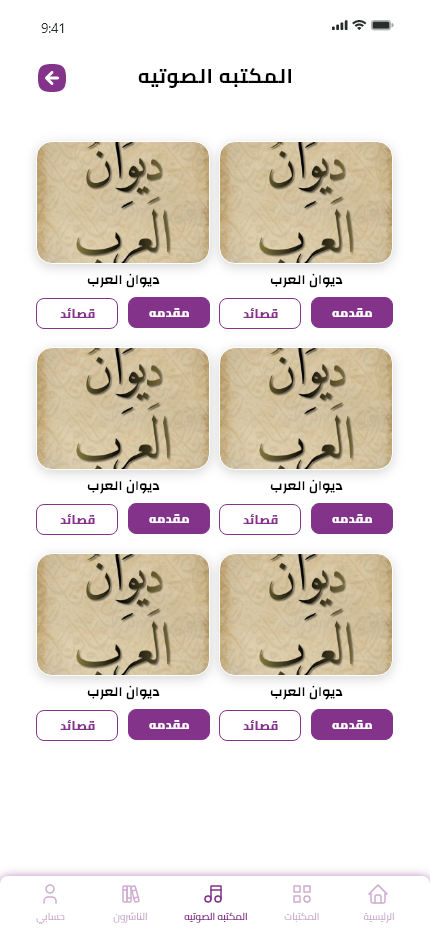 9:41
المكتبه الصوتيه
ديوان
العرب
ديوان
العرب
ديوان العرب
ديوان العرب
مقدمه
قصائد
مقدمه
قصائد
ديوان
العرب
ديوان
العرب
ديوان العرب
ديوان العرب
مقدمه
قصائد
مقدمه
قصائد
ديوان
العرب
ديوان
العرب
ديوان العرب
ديوان العرب
مقدمه
قصائد
مقدمه
قصائد
الرئيسية
المكتبات
المكتبه الصوتيه
الناشرون
حسابي